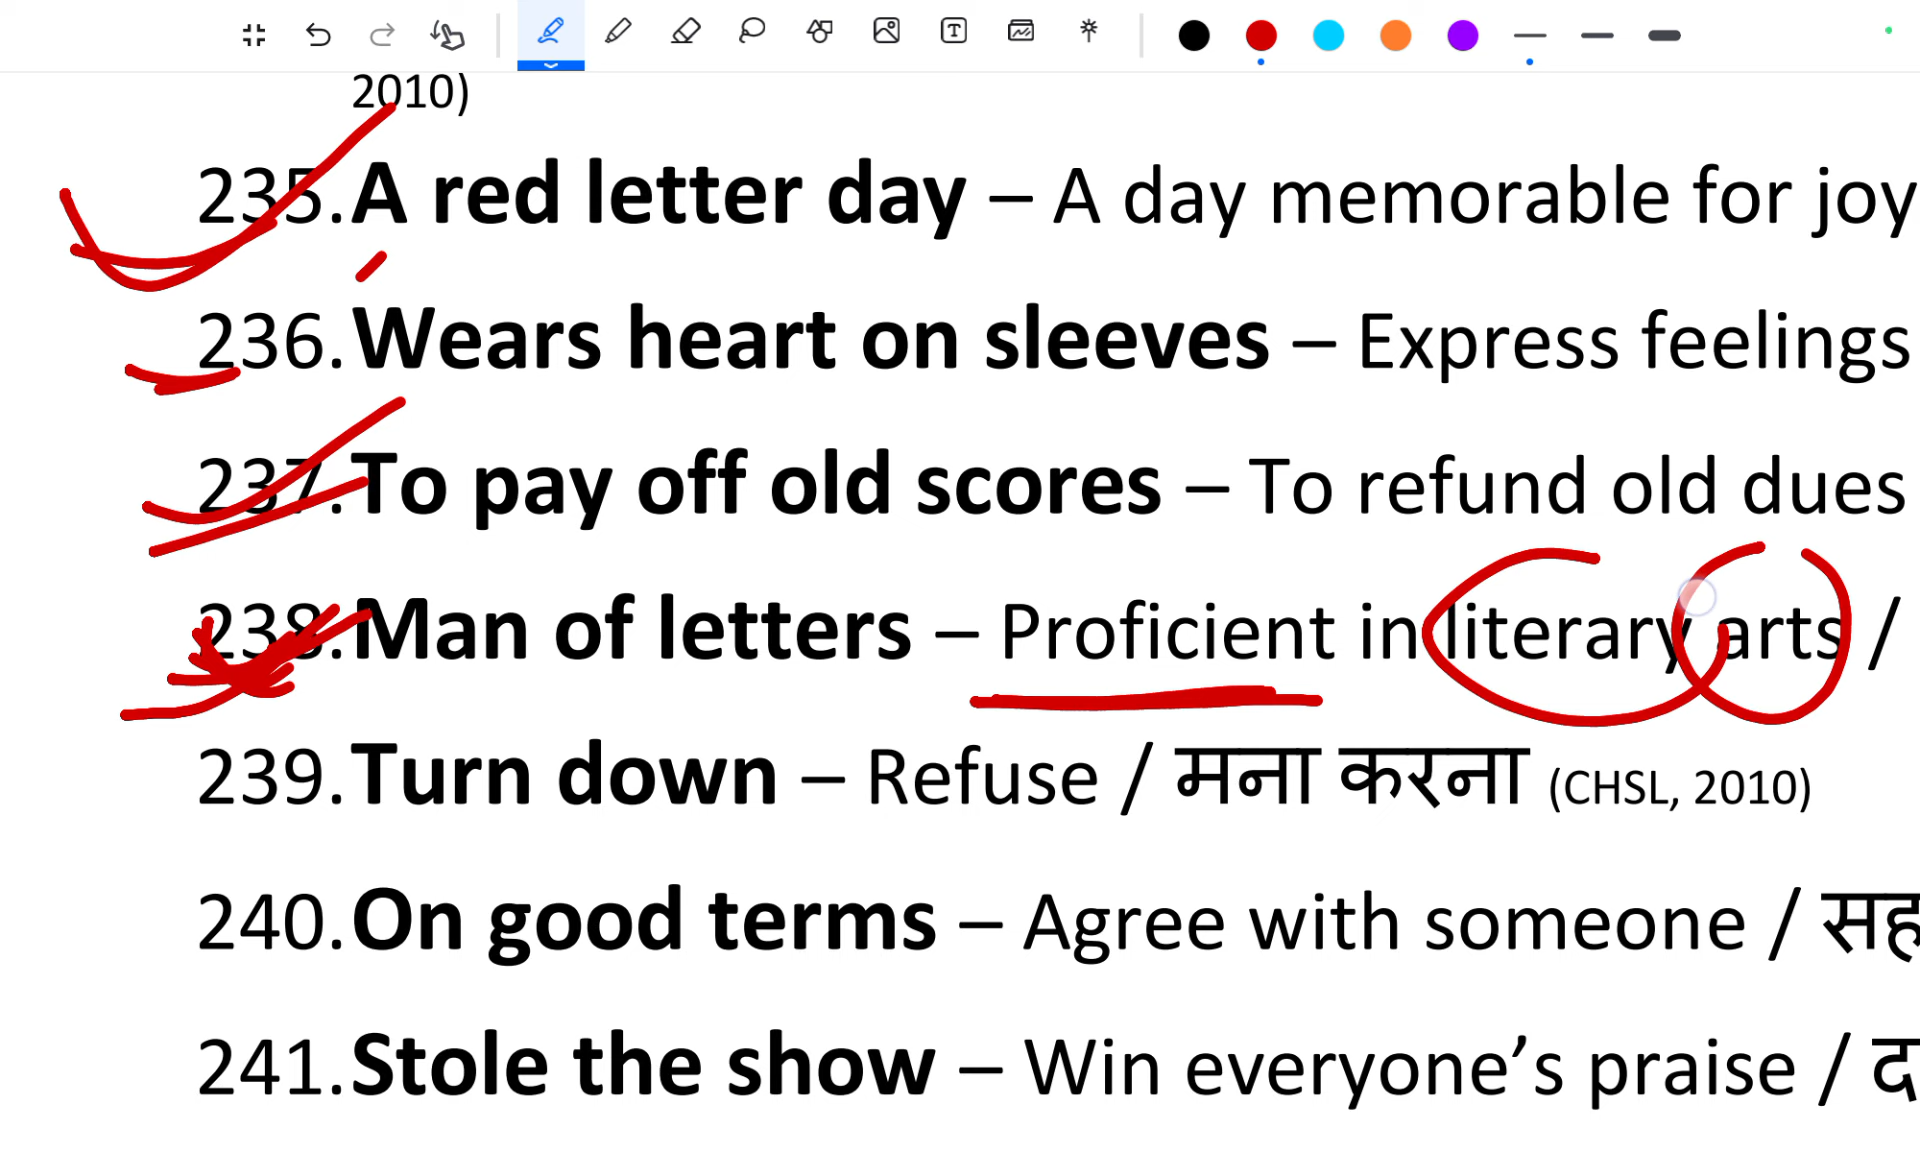 2010)
235. A red letter day – A day memorable for joy
236. Wears heart on sleeves – Express feelings
237. To pay off old scores – To refund old dues
238. Man of letters – Proficient in literary arts /
239. Turn down – Refuse / मना करना (CHSL, 2010)
240. On good terms – Agree with someone / सह
241. Stole the show – Win everyone’s praise / द